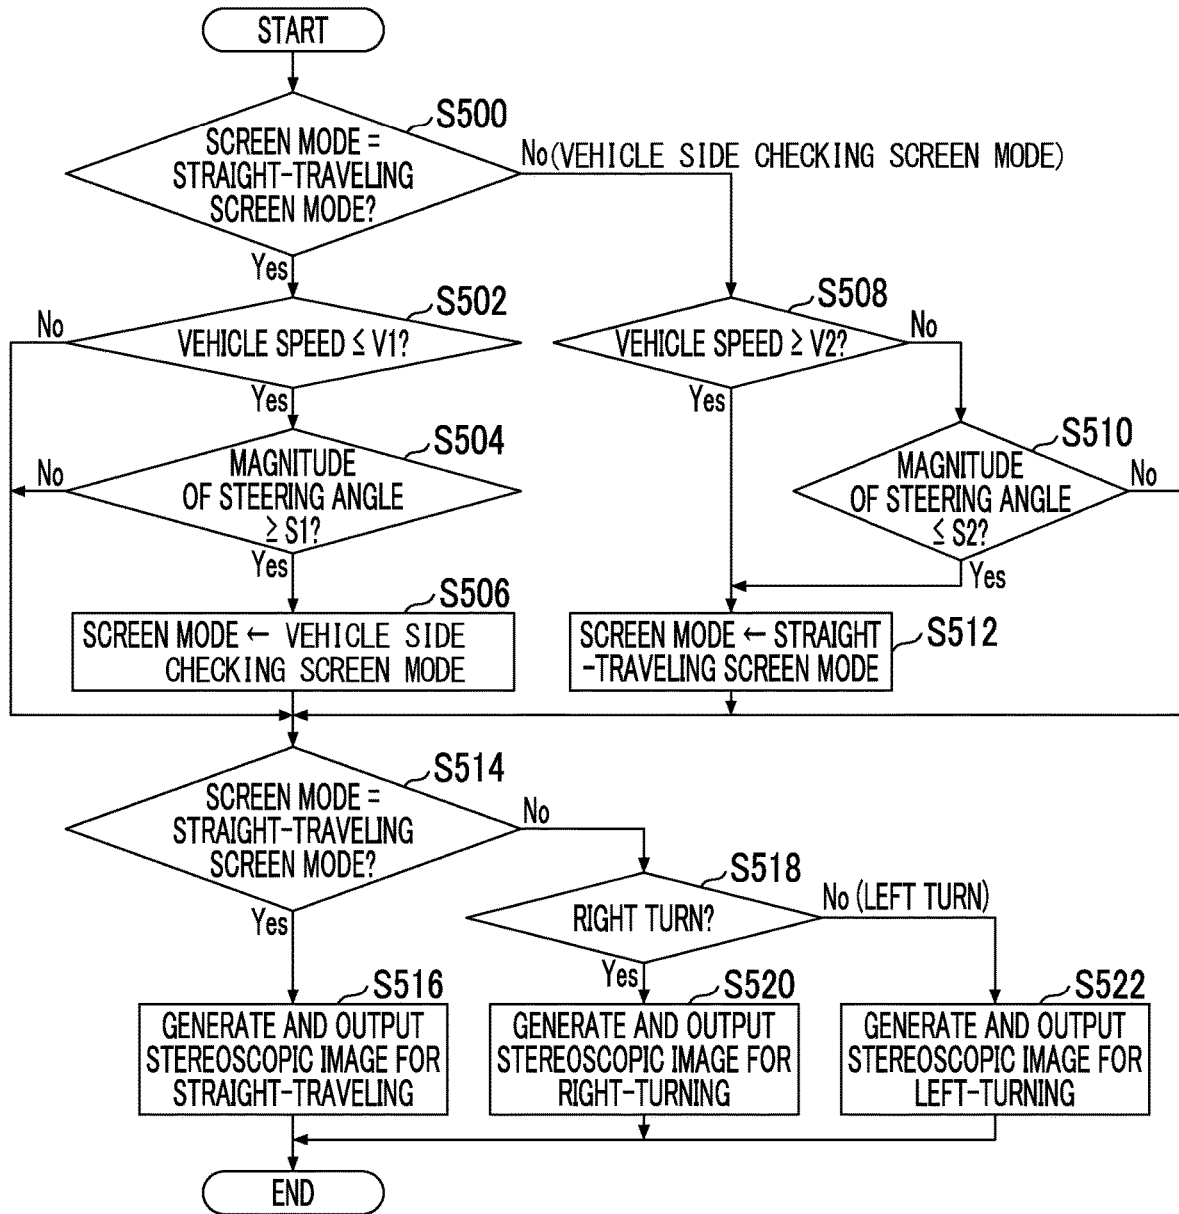 START
S500
SCREEN MODE =
STRAIGHT-TRAVELING
SCREEN MODE?
No(VEHICLE SIDE CHECKING SCREEN MODE)
Yes
S502
No
VEHICLE SPEED ≤ V1?
Yes
S508
VEHICLE SPEED ≥ V2?
No
Yes
S504
No
MAGNITUDE
OF STEERING ANGLE
≥ S1?
Yes
S510
MAGNITUDE
OF STEERING ANGLE
≤ S2?
No
Yes
S506
SCREEN MODE ← VEHICLE SIDE
CHECKING SCREEN MODE
SCREEN MODE ← STRAIGHT
-TRAVELING SCREEN MODE
S512
S514
SCREEN MODE =
STRAIGHT-TRAVELING
SCREEN MODE?
No
Yes
S518
RIGHT TURN?
No (LEFT TURN)
Yes
S516
GENERATE AND OUTPUT
STEREOSCOPIC IMAGE FOR
STRAIGHT-TRAVELING
S520
GENERATE AND OUTPUT
STEREOSCOPIC IMAGE FOR
RIGHT-TURNING
S522
GENERATE AND OUTPUT
STEREOSCOPIC IMAGE FOR
LEFT-TURNING
END